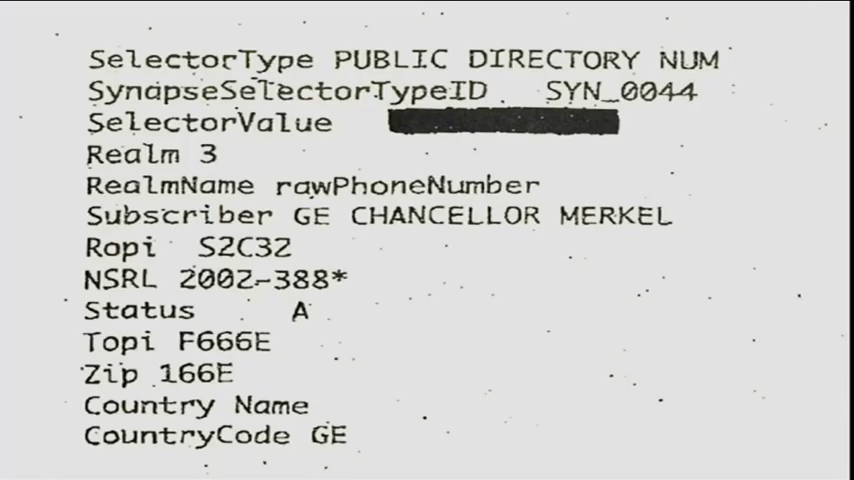 SelectorType PUBLIC DIRECTORY NUM
SynapseSelectorTypeID SYN_0044
SelectorValue
Realm 3
RealmName rawPhoneNumber
Subscriber GE CHANCELLOR MERKEL
Ropi S2C32
NSRL 2002-388*
Status A
Topi F666E
Zip 166E
Country Name
CountryCode GE